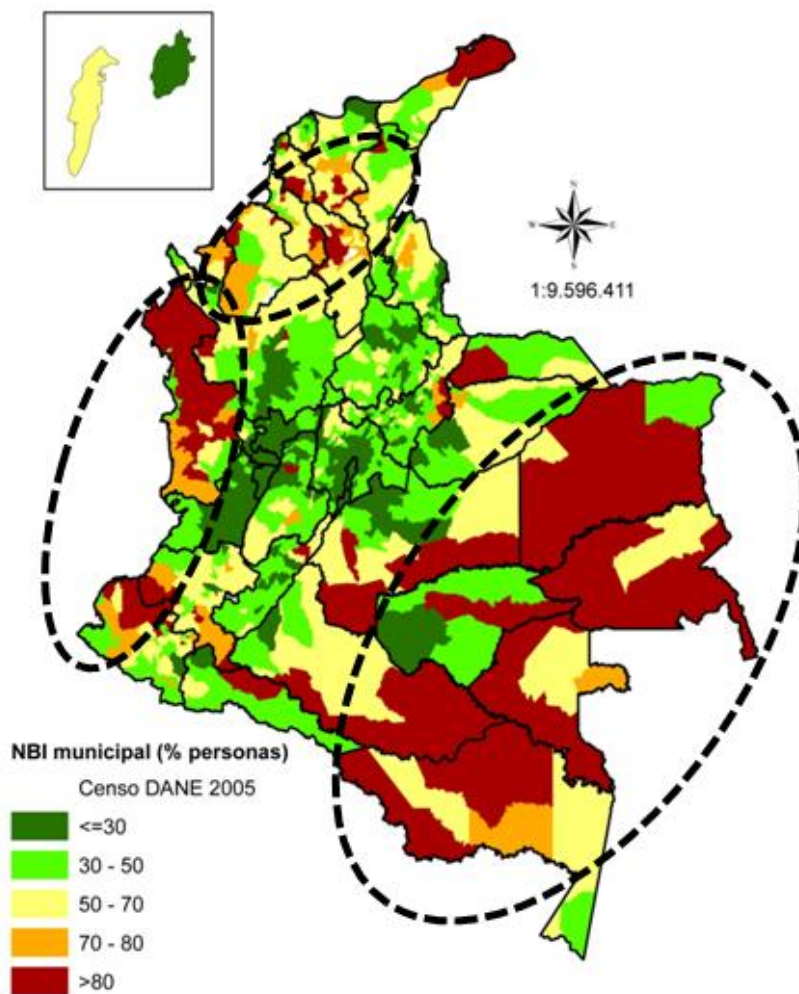 N
W E
S
1:9.596.411
NBI municipal (% personas)
Censo DANE 2005
<=30
30 - 50
50 - 70
70 - 80
>80